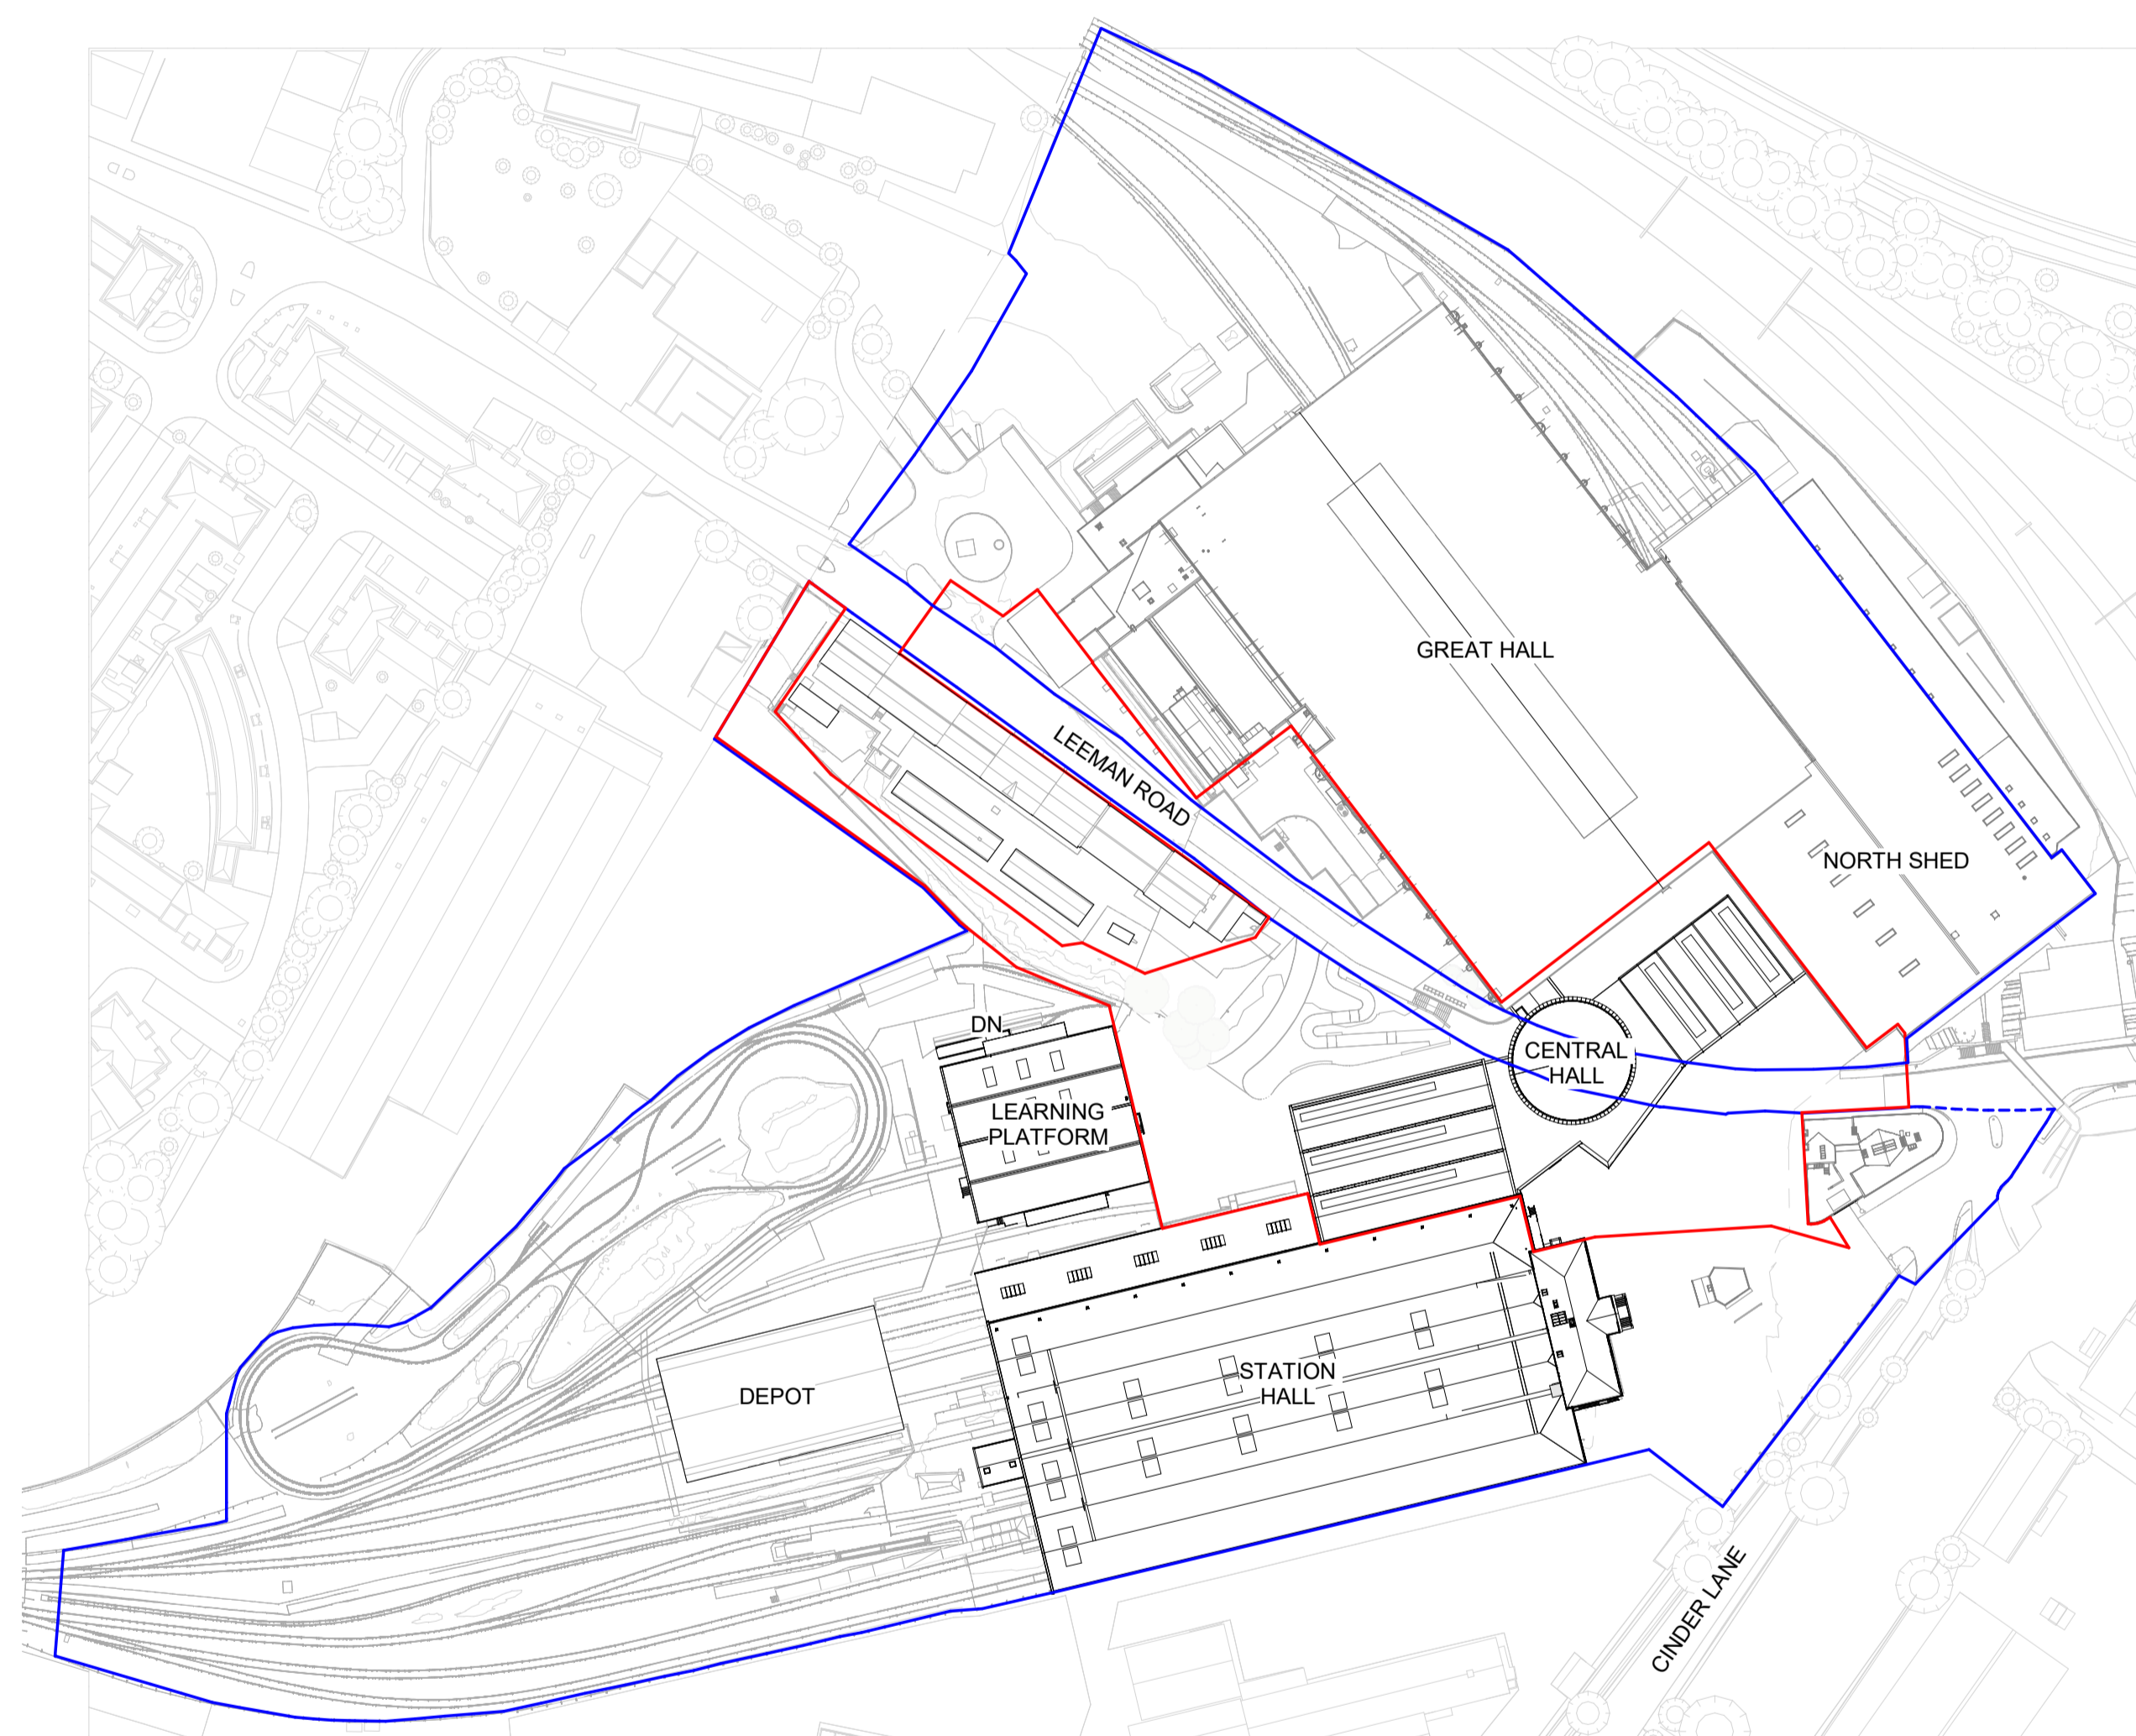 GREAT HALL
LEEMAN ROAD
NORTH SHED
DN
CENTRAL
HALL
LEARNING
PLATFORM
STATION
HALL
DEPOT
CINDER LANE